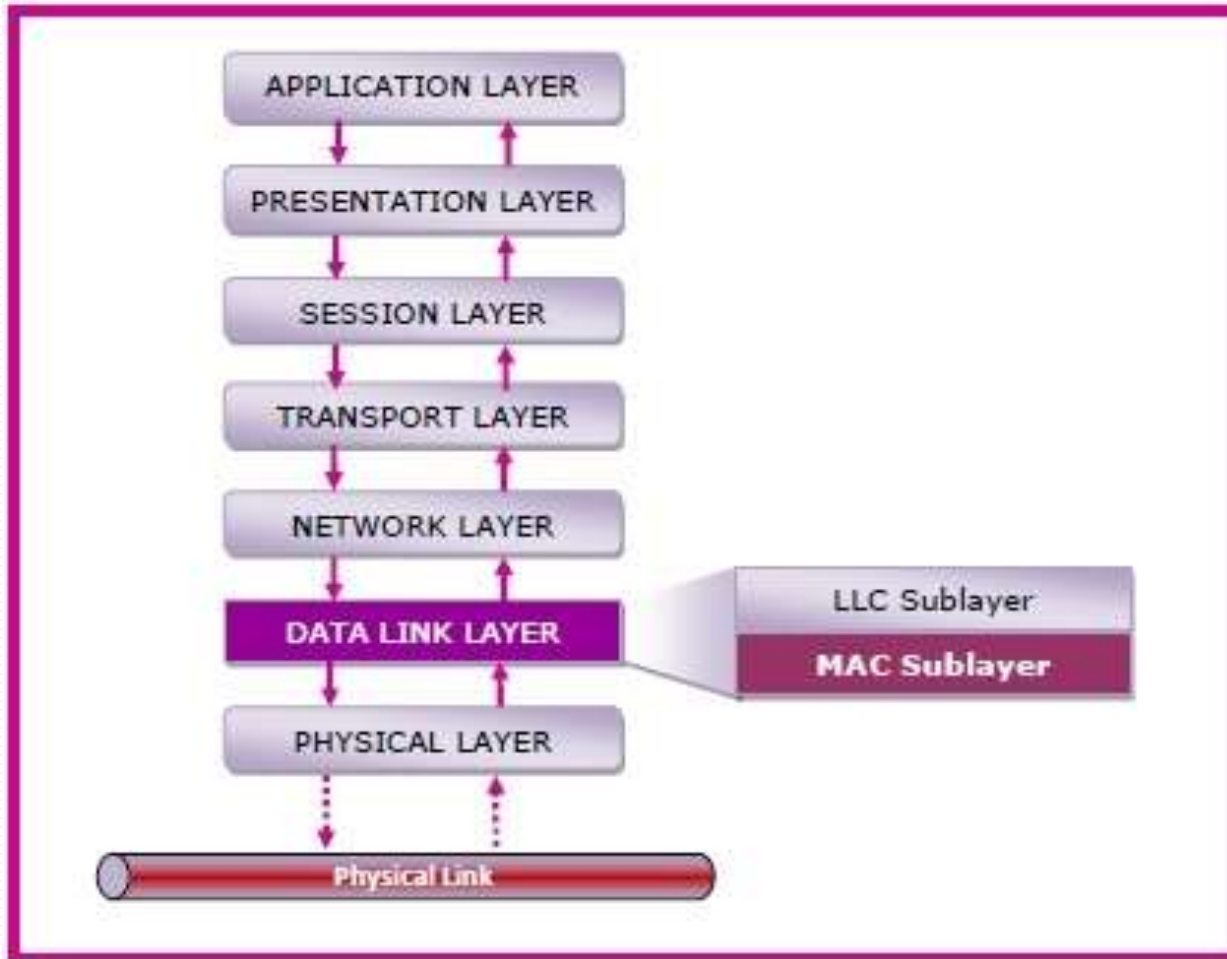 APPLICATION LAYER
PRESENTATION LAYER
SESSION LAYER
TRANSPORT LAYER
NETWORK LAYER
DATA LINK LAYER
LLC Sublayer
MAC Sublayer
PHYSICAL LAYER
Physical Link